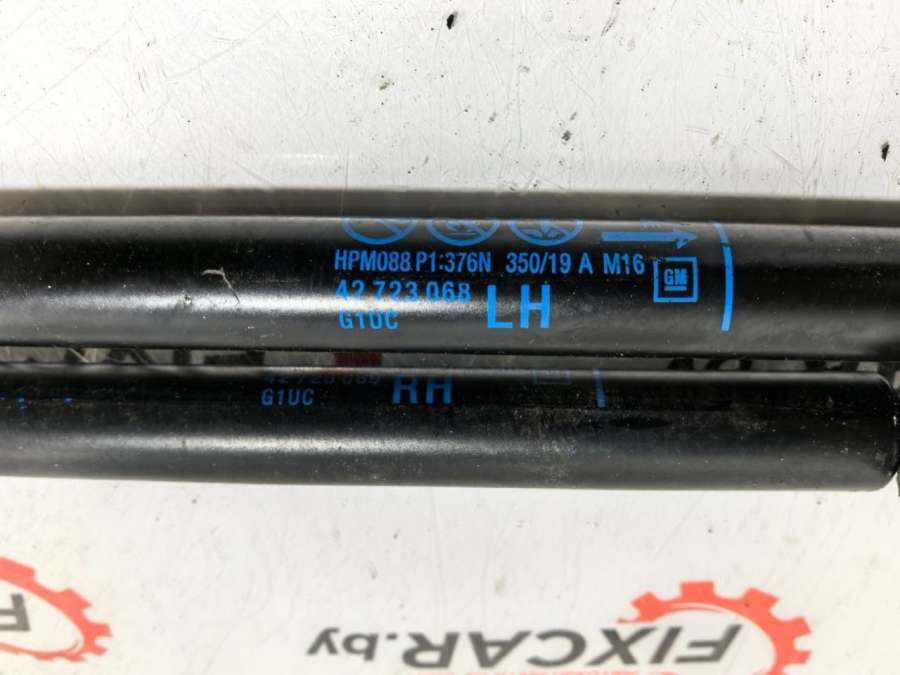 HPM088 P1:376N 350/19 A M16
GM
42 723 068 LH
G1UC
RH
G1UC
FIXCAR.by